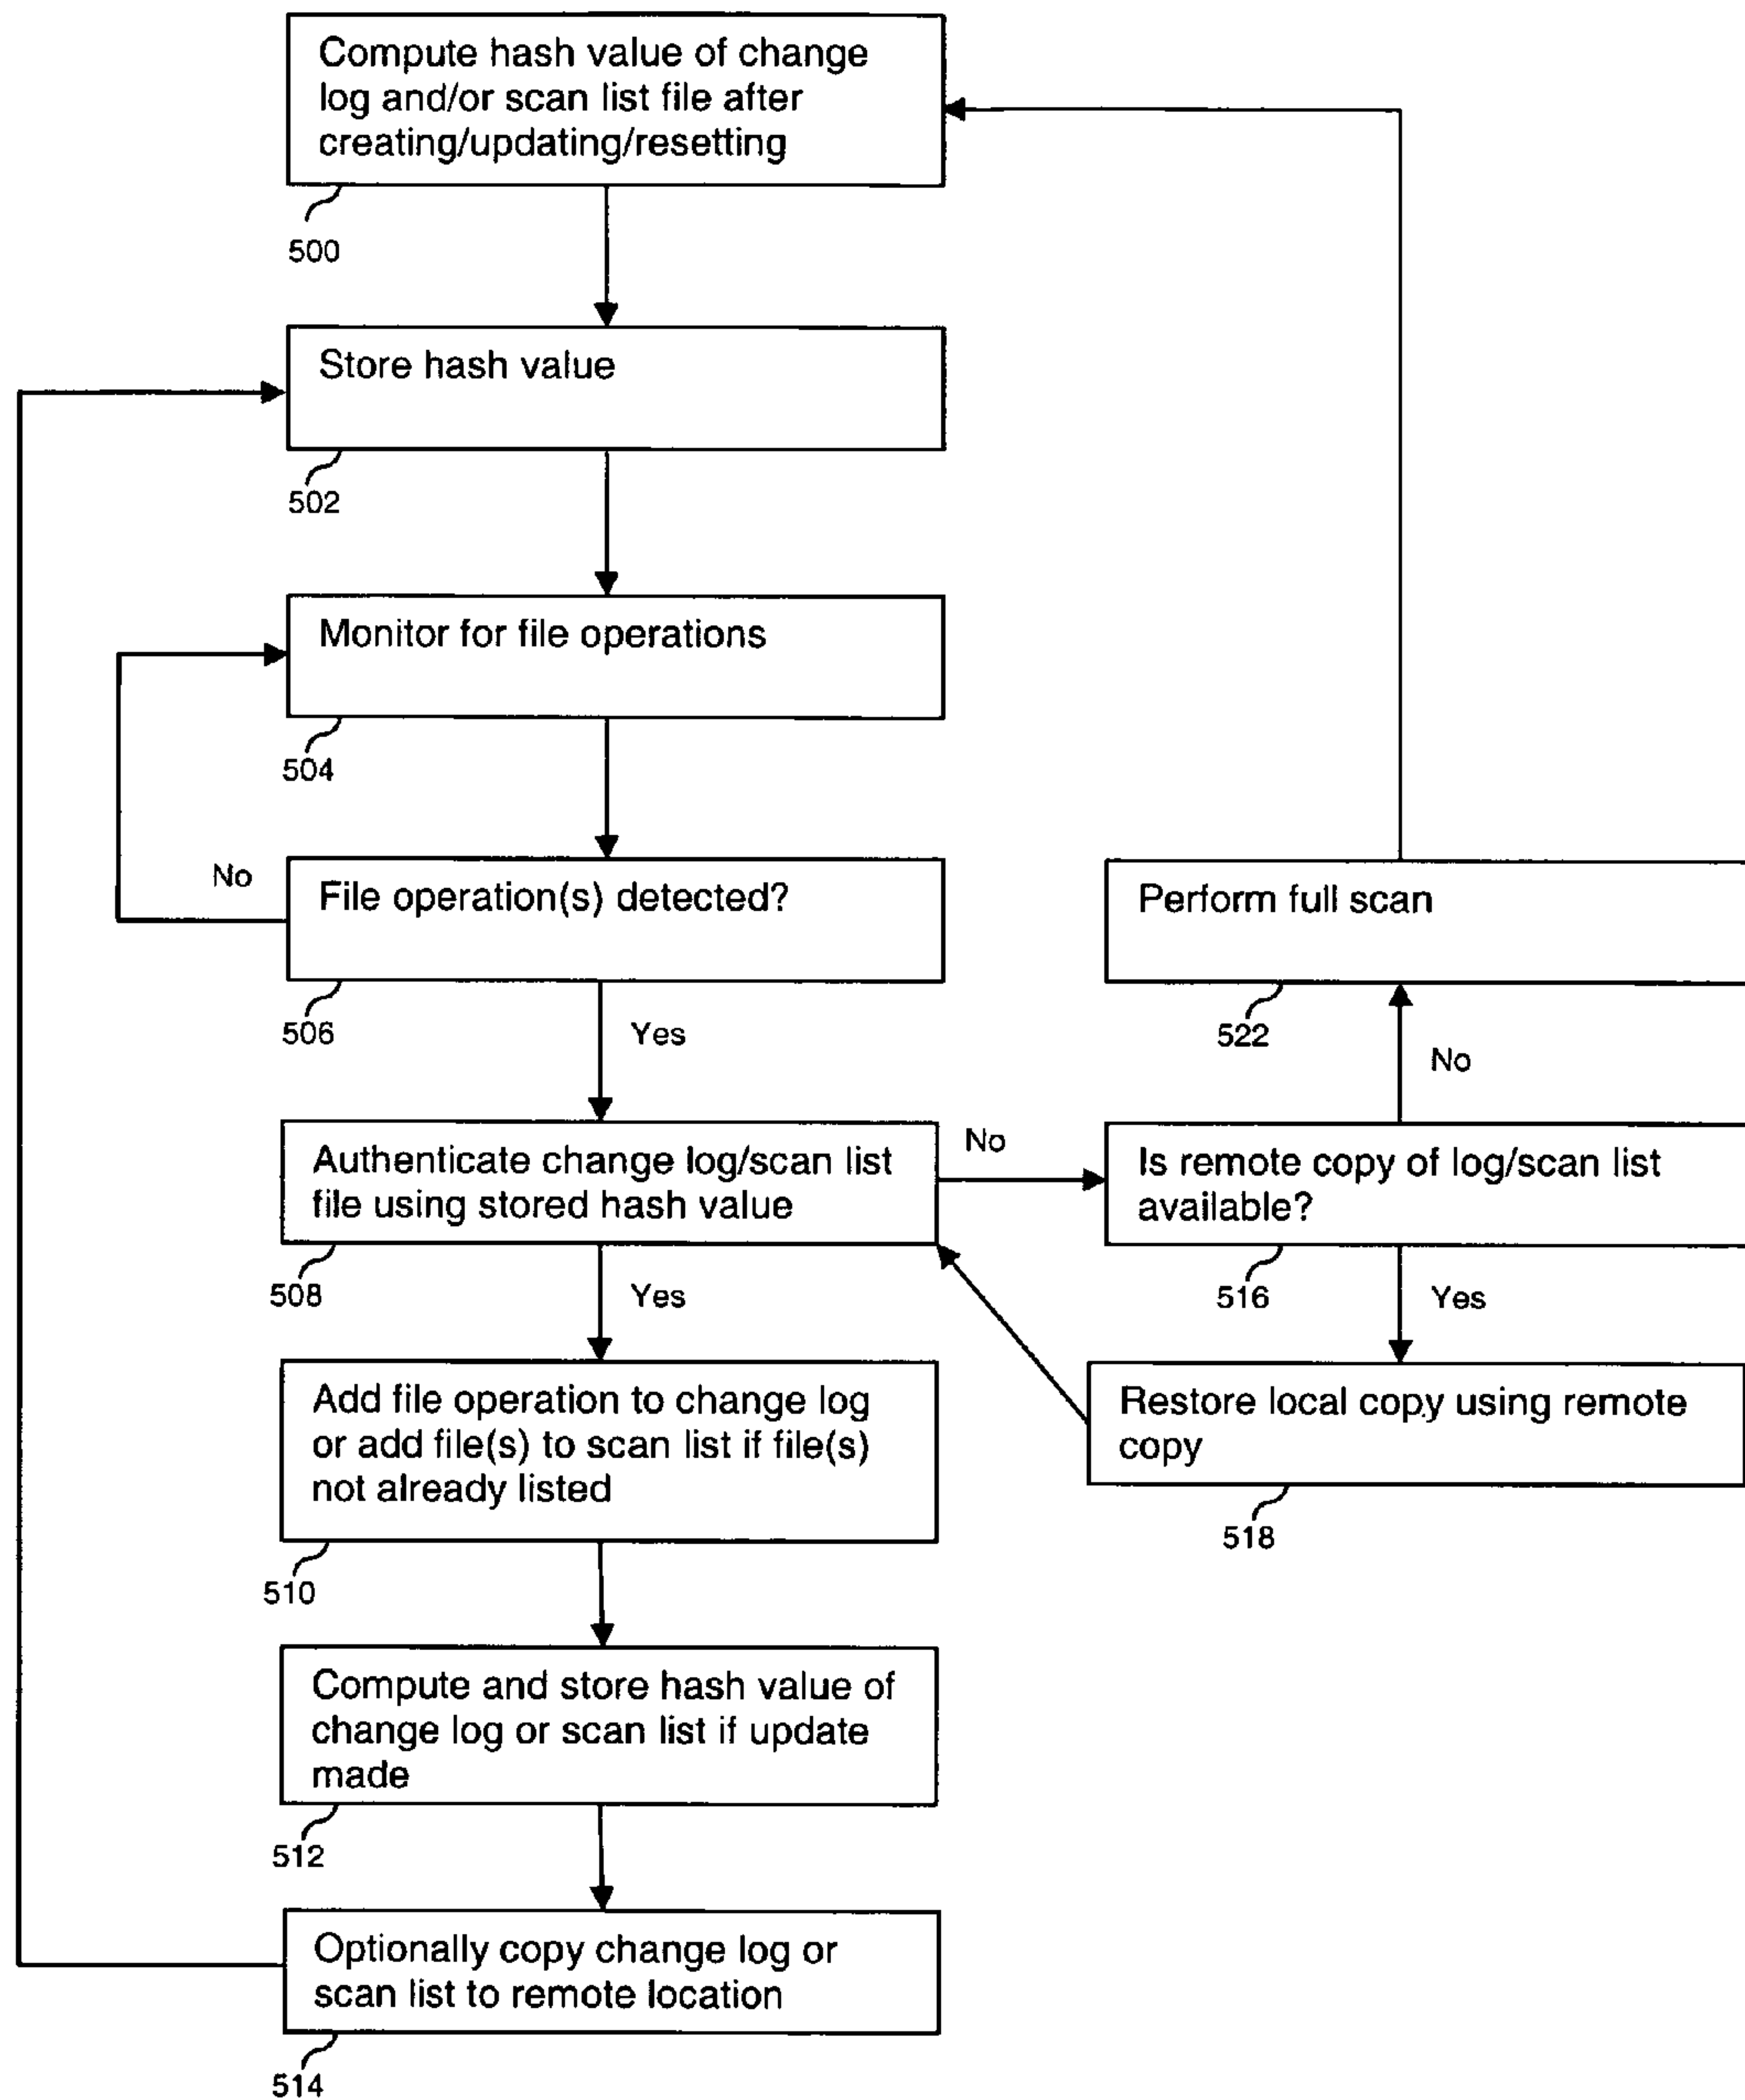 Compute hash value of change
log and/or scan list file after
creating/updating/resetting
500
Store hash value
502
Monitor for file operations
504
No
File operation(s) detected?
506
Yes
Perform full scan
522
No
Authenticate change log/scan list
file using stored hash value
508
No
Yes
Is remote copy of log/scan list
available?
516
Yes
Restore local copy using remote
copy
518
Add file operation to change log
or add file(s) to scan list if file(s)
not already listed
510
Compute and store hash value of
change log or scan list if update
made
512
Optionally copy change log or
scan list to remote location
514